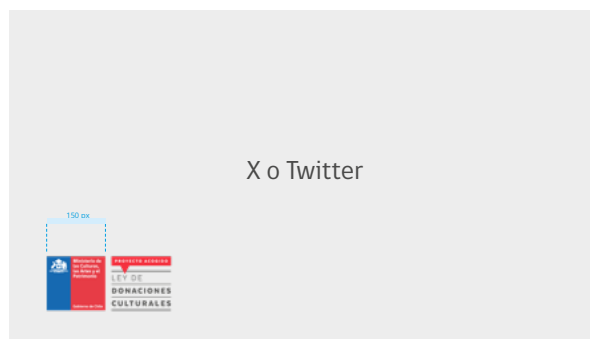 X o Twitter
150 px
Ministerio de
las Culturas,
las Artes y el
Patrimonio
Gobierno de Chile
PROYECTO ACOGIDO
LEY DE
DONACIONES
CULTURALES